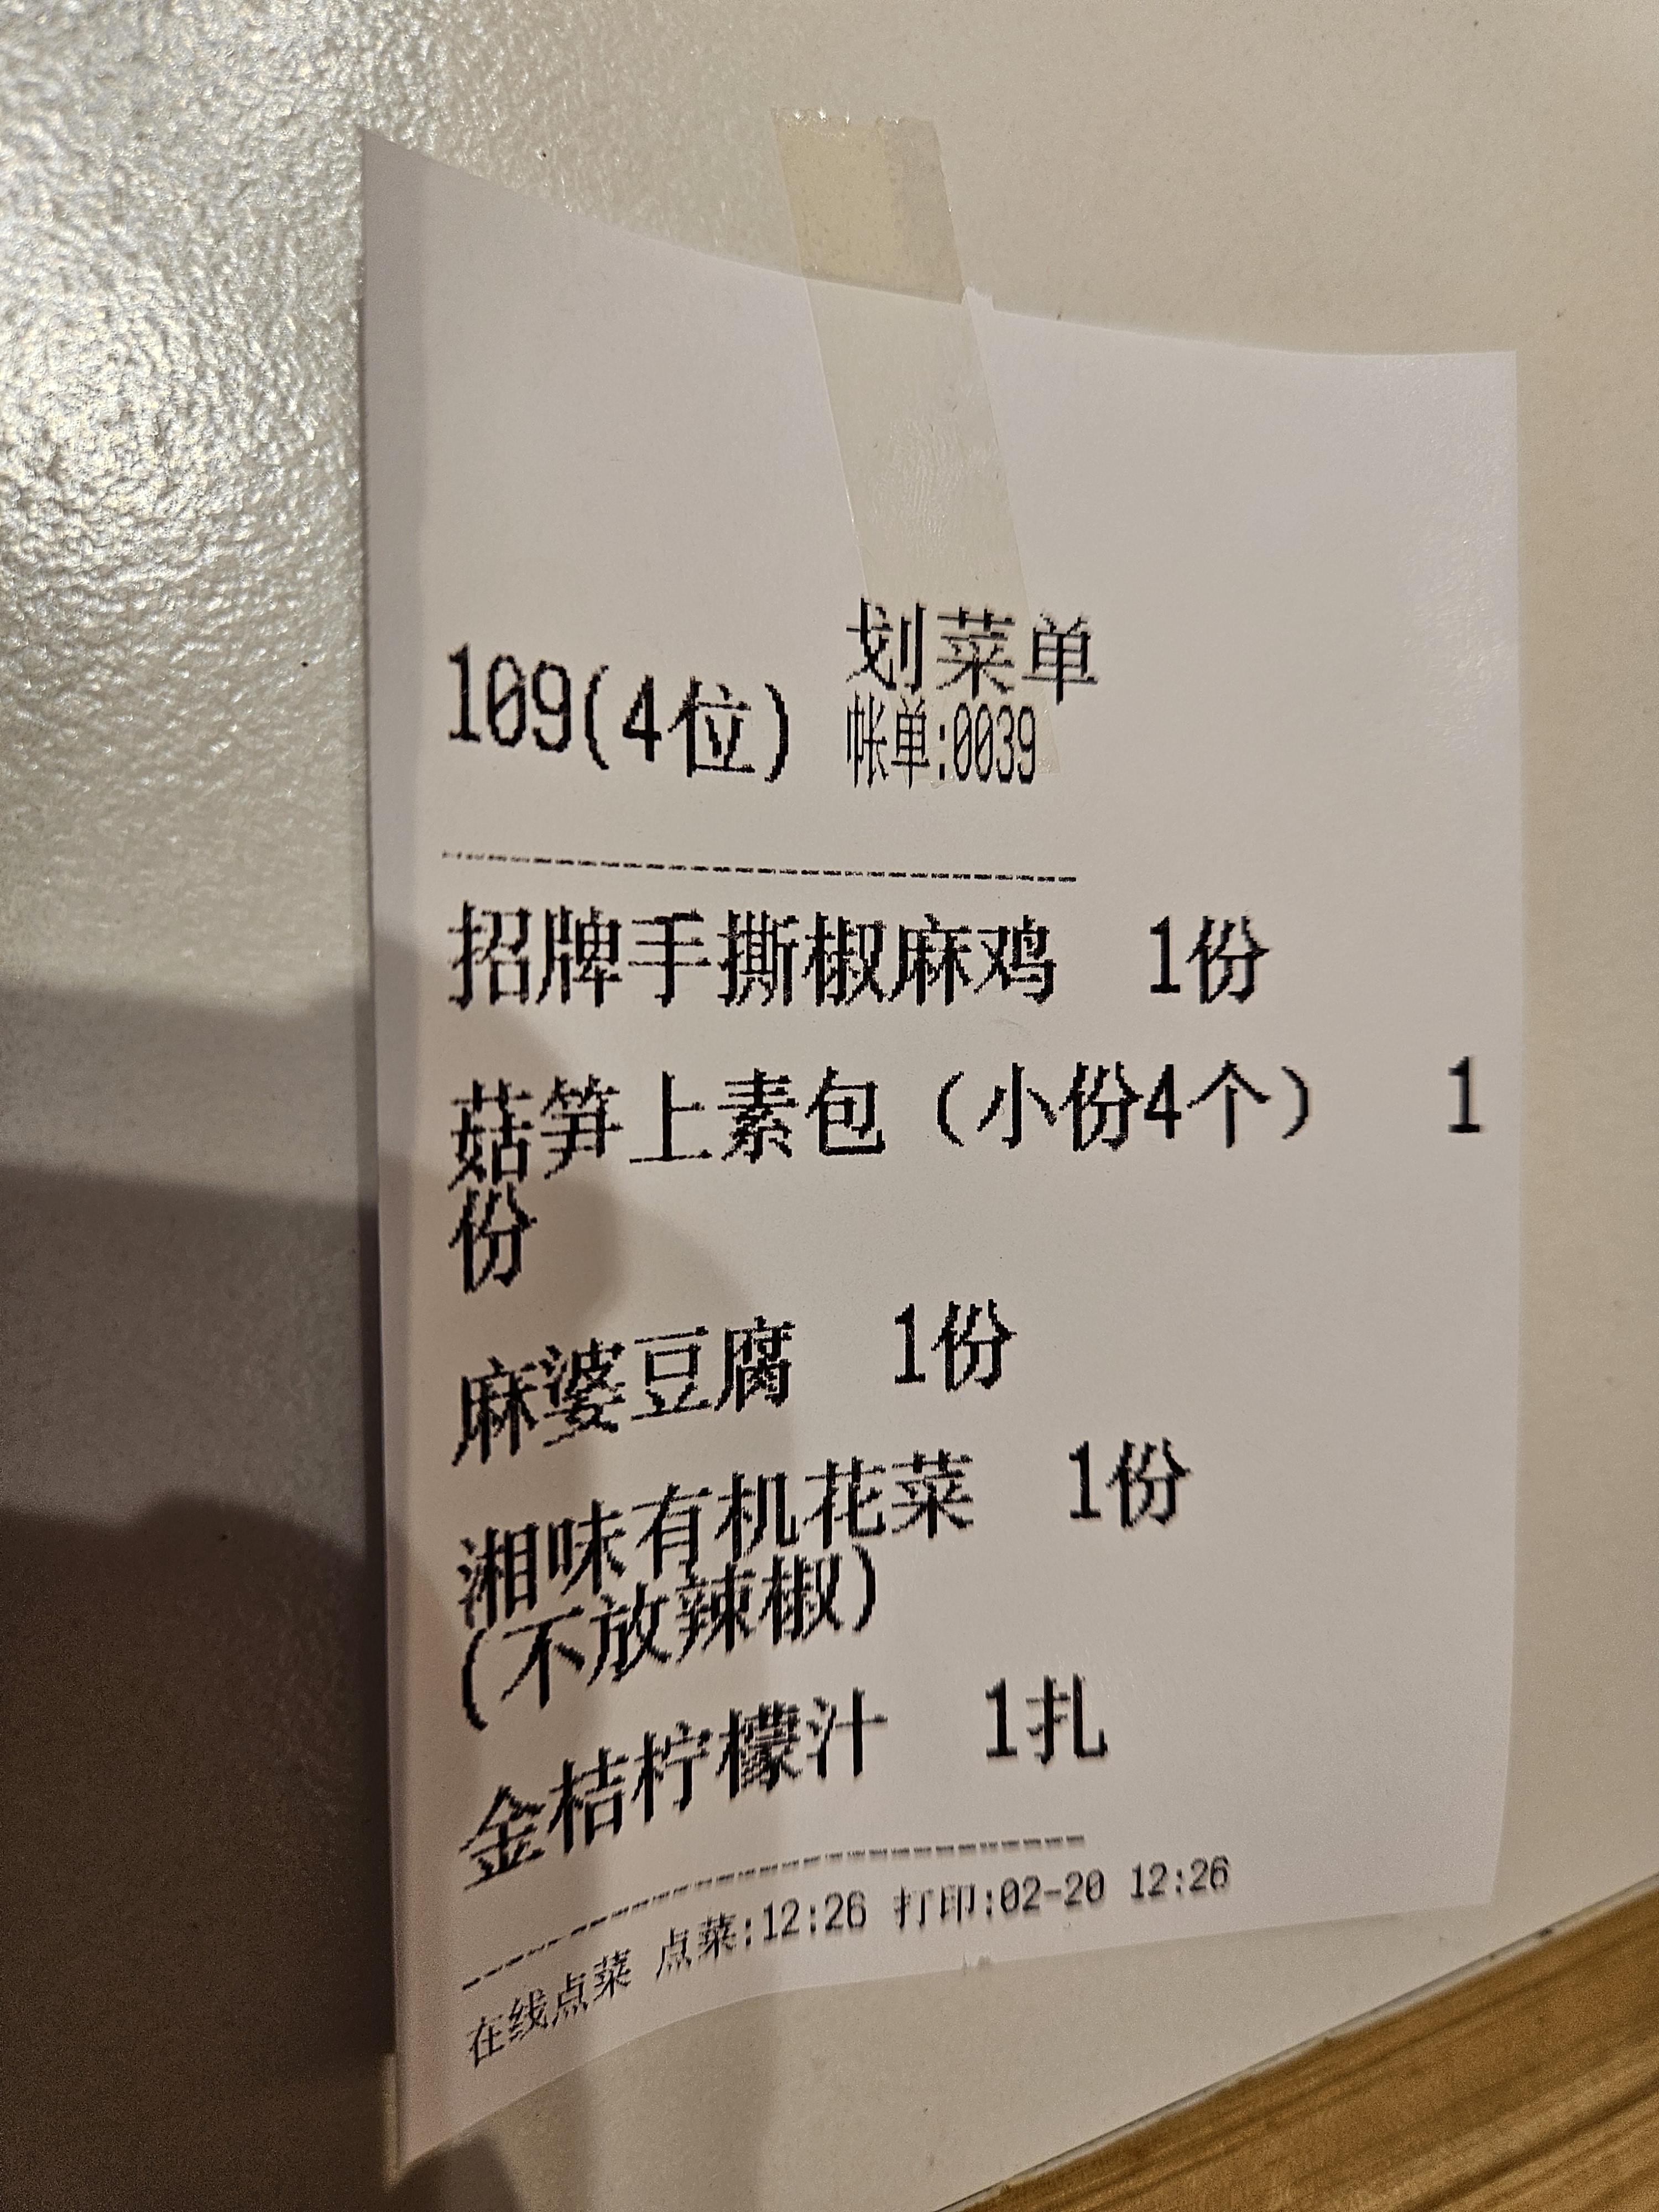 划菜单
109(4位) 帐单:0039
招牌手撕椒麻鸡 1份
菇笋上素包（小份4个） 1
份
麻婆豆腐 1份
湘味有机花菜 1份
(不放辣椒)
金桔柠檬汁 1扎
在线点菜 点菜:12:26 打印:02-20 12:26